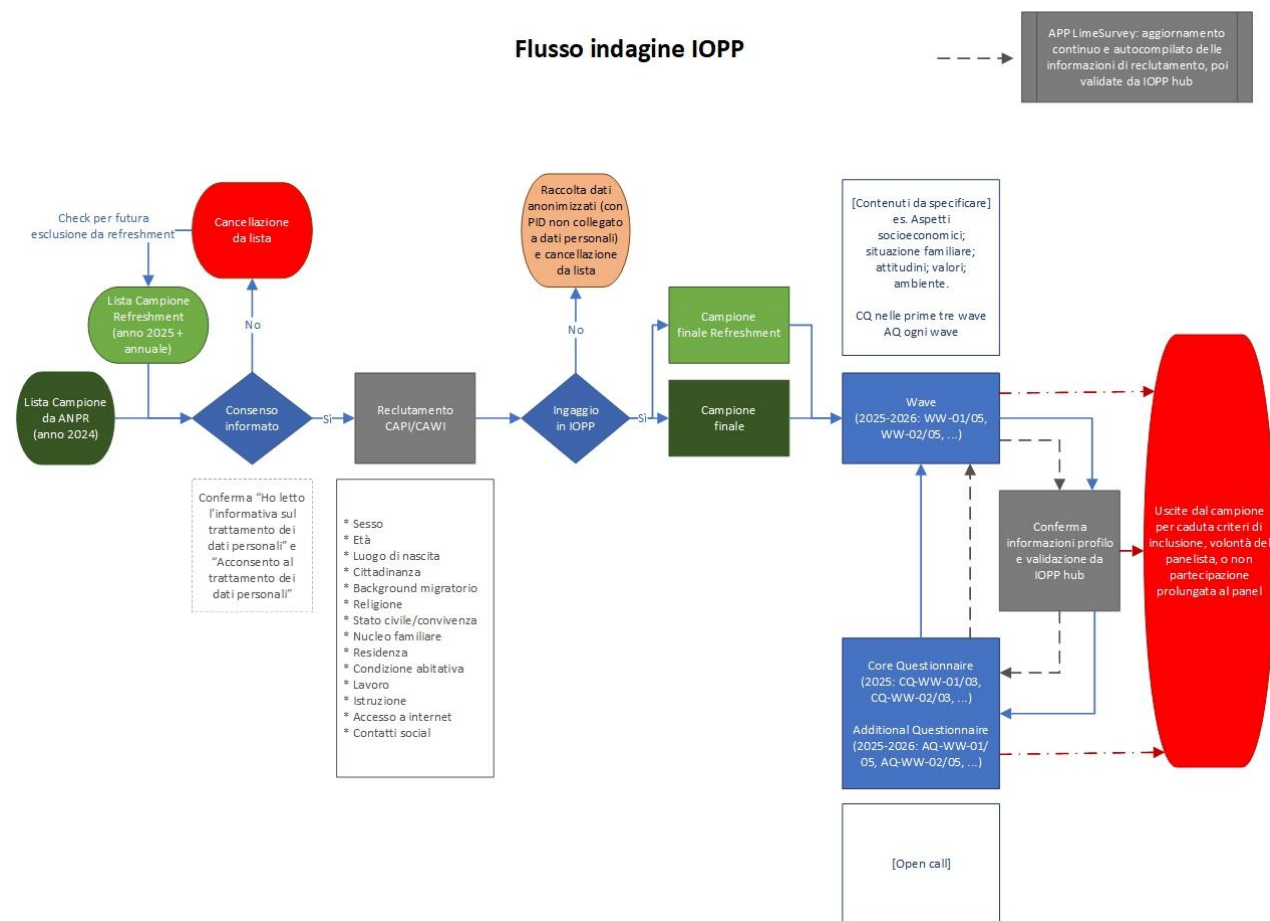 Flusso indagine IOPP
APP LimeSurvey: aggiornamento
continuo e autocompilato delle
informazioni di reclutamento, poi
validate da IOPP hub
Check per futura
esclusione da refreshment
Cancellazione
da lista
Lista Campione
Refreshment
(anno 2025 +
annuale)
No
Lista Campione
da ANPR
(anno 2024)
Consenso
informato
Sì
Conferma “Ho letto
l’informativa sul
trattamento dei
dati personali” e
“Acconsento al
trattamento dei
dati personali”
Reclutamento
CAPI/CAWI
* Sesso
* Età
* Luogo di nascita
* Cittadinanza
* Background migratorio
* Religione
* Stato civile/convivenza
* Nucleo familiare
* Residenza
* Condizione abitativa
* Lavoro
* Istruzione
* Accesso a internet
* Contatti social
Raccolta dati
anonimizzati (con
PID non collegato
a dati personali)
e cancellazione
da lista
No
Ingaggio
in IOPP
Sì
Campione
finale Refreshment
Campione
finale
[Contenuti da specificare]
es. Aspetti
socioeconomici;
situazione familiare;
attitudini; valori;
ambiente.
CQ nelle prime tre wave
AQ ogni wave
Wave
(2025-2026: WW-01/05,
WW-02/05, ...)
Conferma
informazioni profilo
e validazione da
IOPP hub
Uscite dal campione
per caduta criteri di
inclusione, volontà del
panelista, o non
partecipazione
prolungata al panel
Core Questionnaire
(2025: CQ-WW-01/03,
CQ-WW-02/03, ...)
Additional Questionnaire
(2025-2026: AQ-WW-01/
05, AQ-WW-02/05, ...)
[Open call]